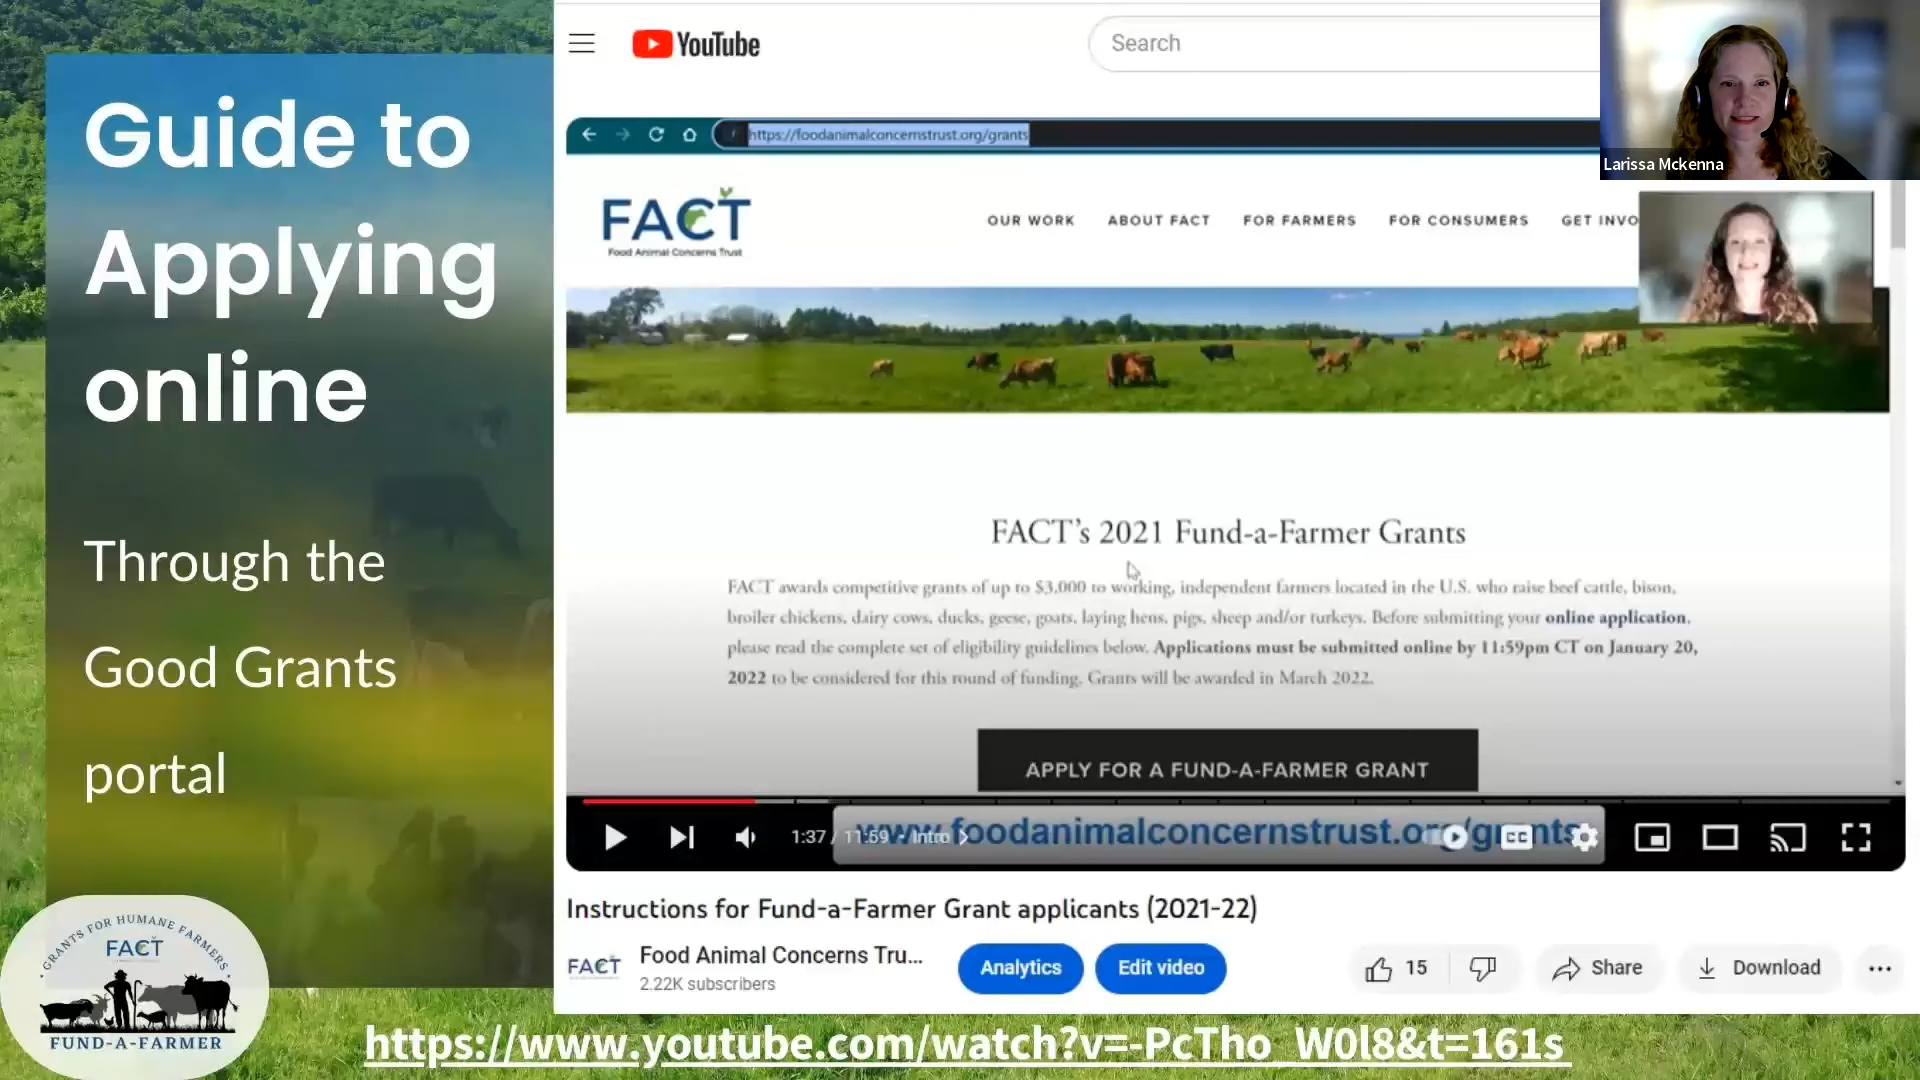 Guide to
Applying
online
Through the
Good Grants
portal
YouTube
Search
https://foodanimalconcernstrust.org/grants
Larissa Mckenna
FACT
Food Animal Concerns Trust
OUR WORK ABOUT FACT FOR FARMERS FOR CONSUMERS GET INVO
FACT's 2021 Fund-a-Farmer Grants
FACT awards competitive grants of up to $3,000 to working, independent farmers located in the U.S. who raise beef cattle, bison,
broiler chickens, dairy cows, ducks, geese, goats, laying hens, pigs, sheep and/or turkeys. Before submitting your online application,
please read the complete set of eligibility guidelines below. Applications must be submitted online by 11:59pm CT on January 20,
2022 to be considered for this round of funding. Grants will be awarded in March 2022.
APPLY FOR A FUND-A-FARMER GRANT
1:37 / 11:59 • Intro
www.foodanimalconcernstrust.org/grants
CC
Instructions for Fund-a-Farmer Grant applicants (2021-22)
FACT
Food Animal Concerns Tru...
2.22K subscribers
Analytics
Edit video
15
Share
Download
GRANTS FOR HUMANE FARMERS
FACT
FUND-A-FARMER
https://www.youtube.com/watch?v=-PcTho_W0l8&t=161s